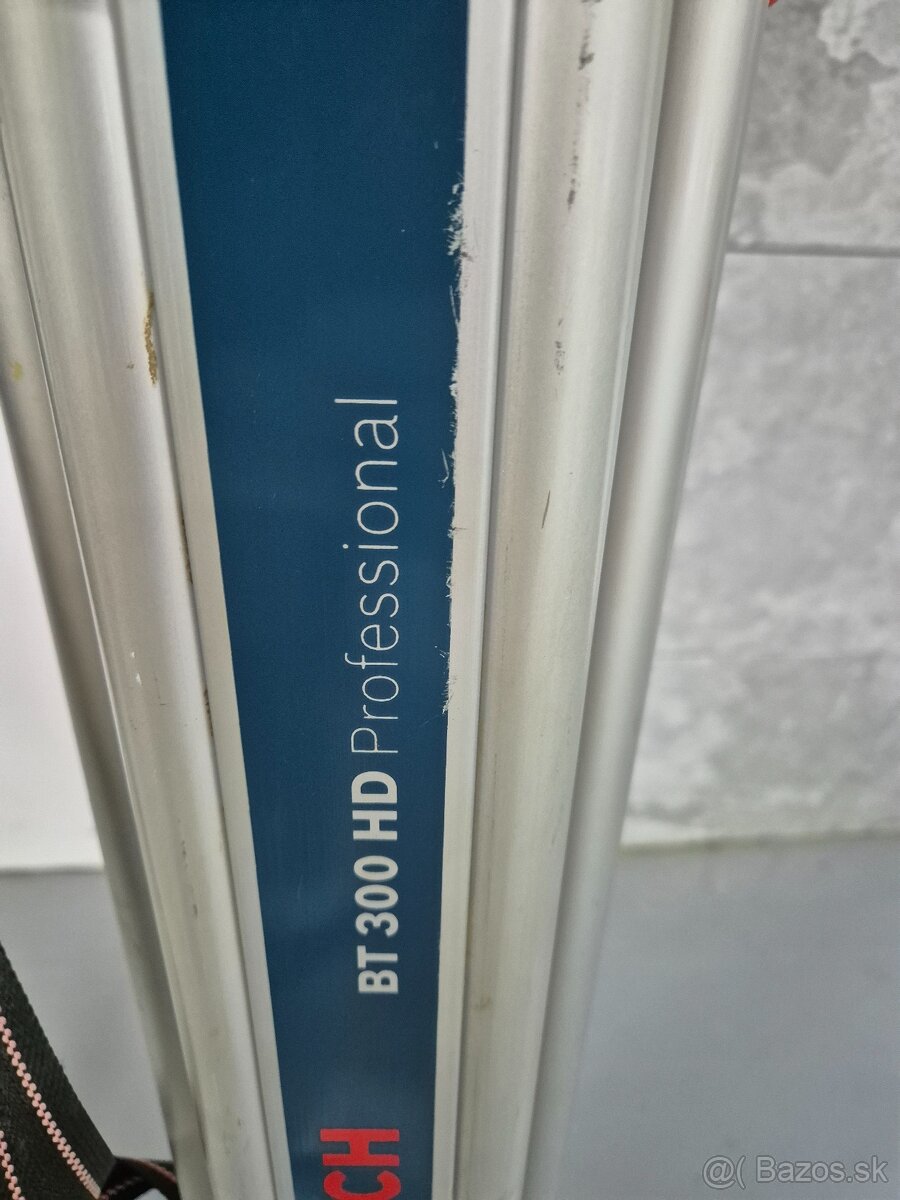 CH
BT 300 HD Professional
@( Bazos.sk